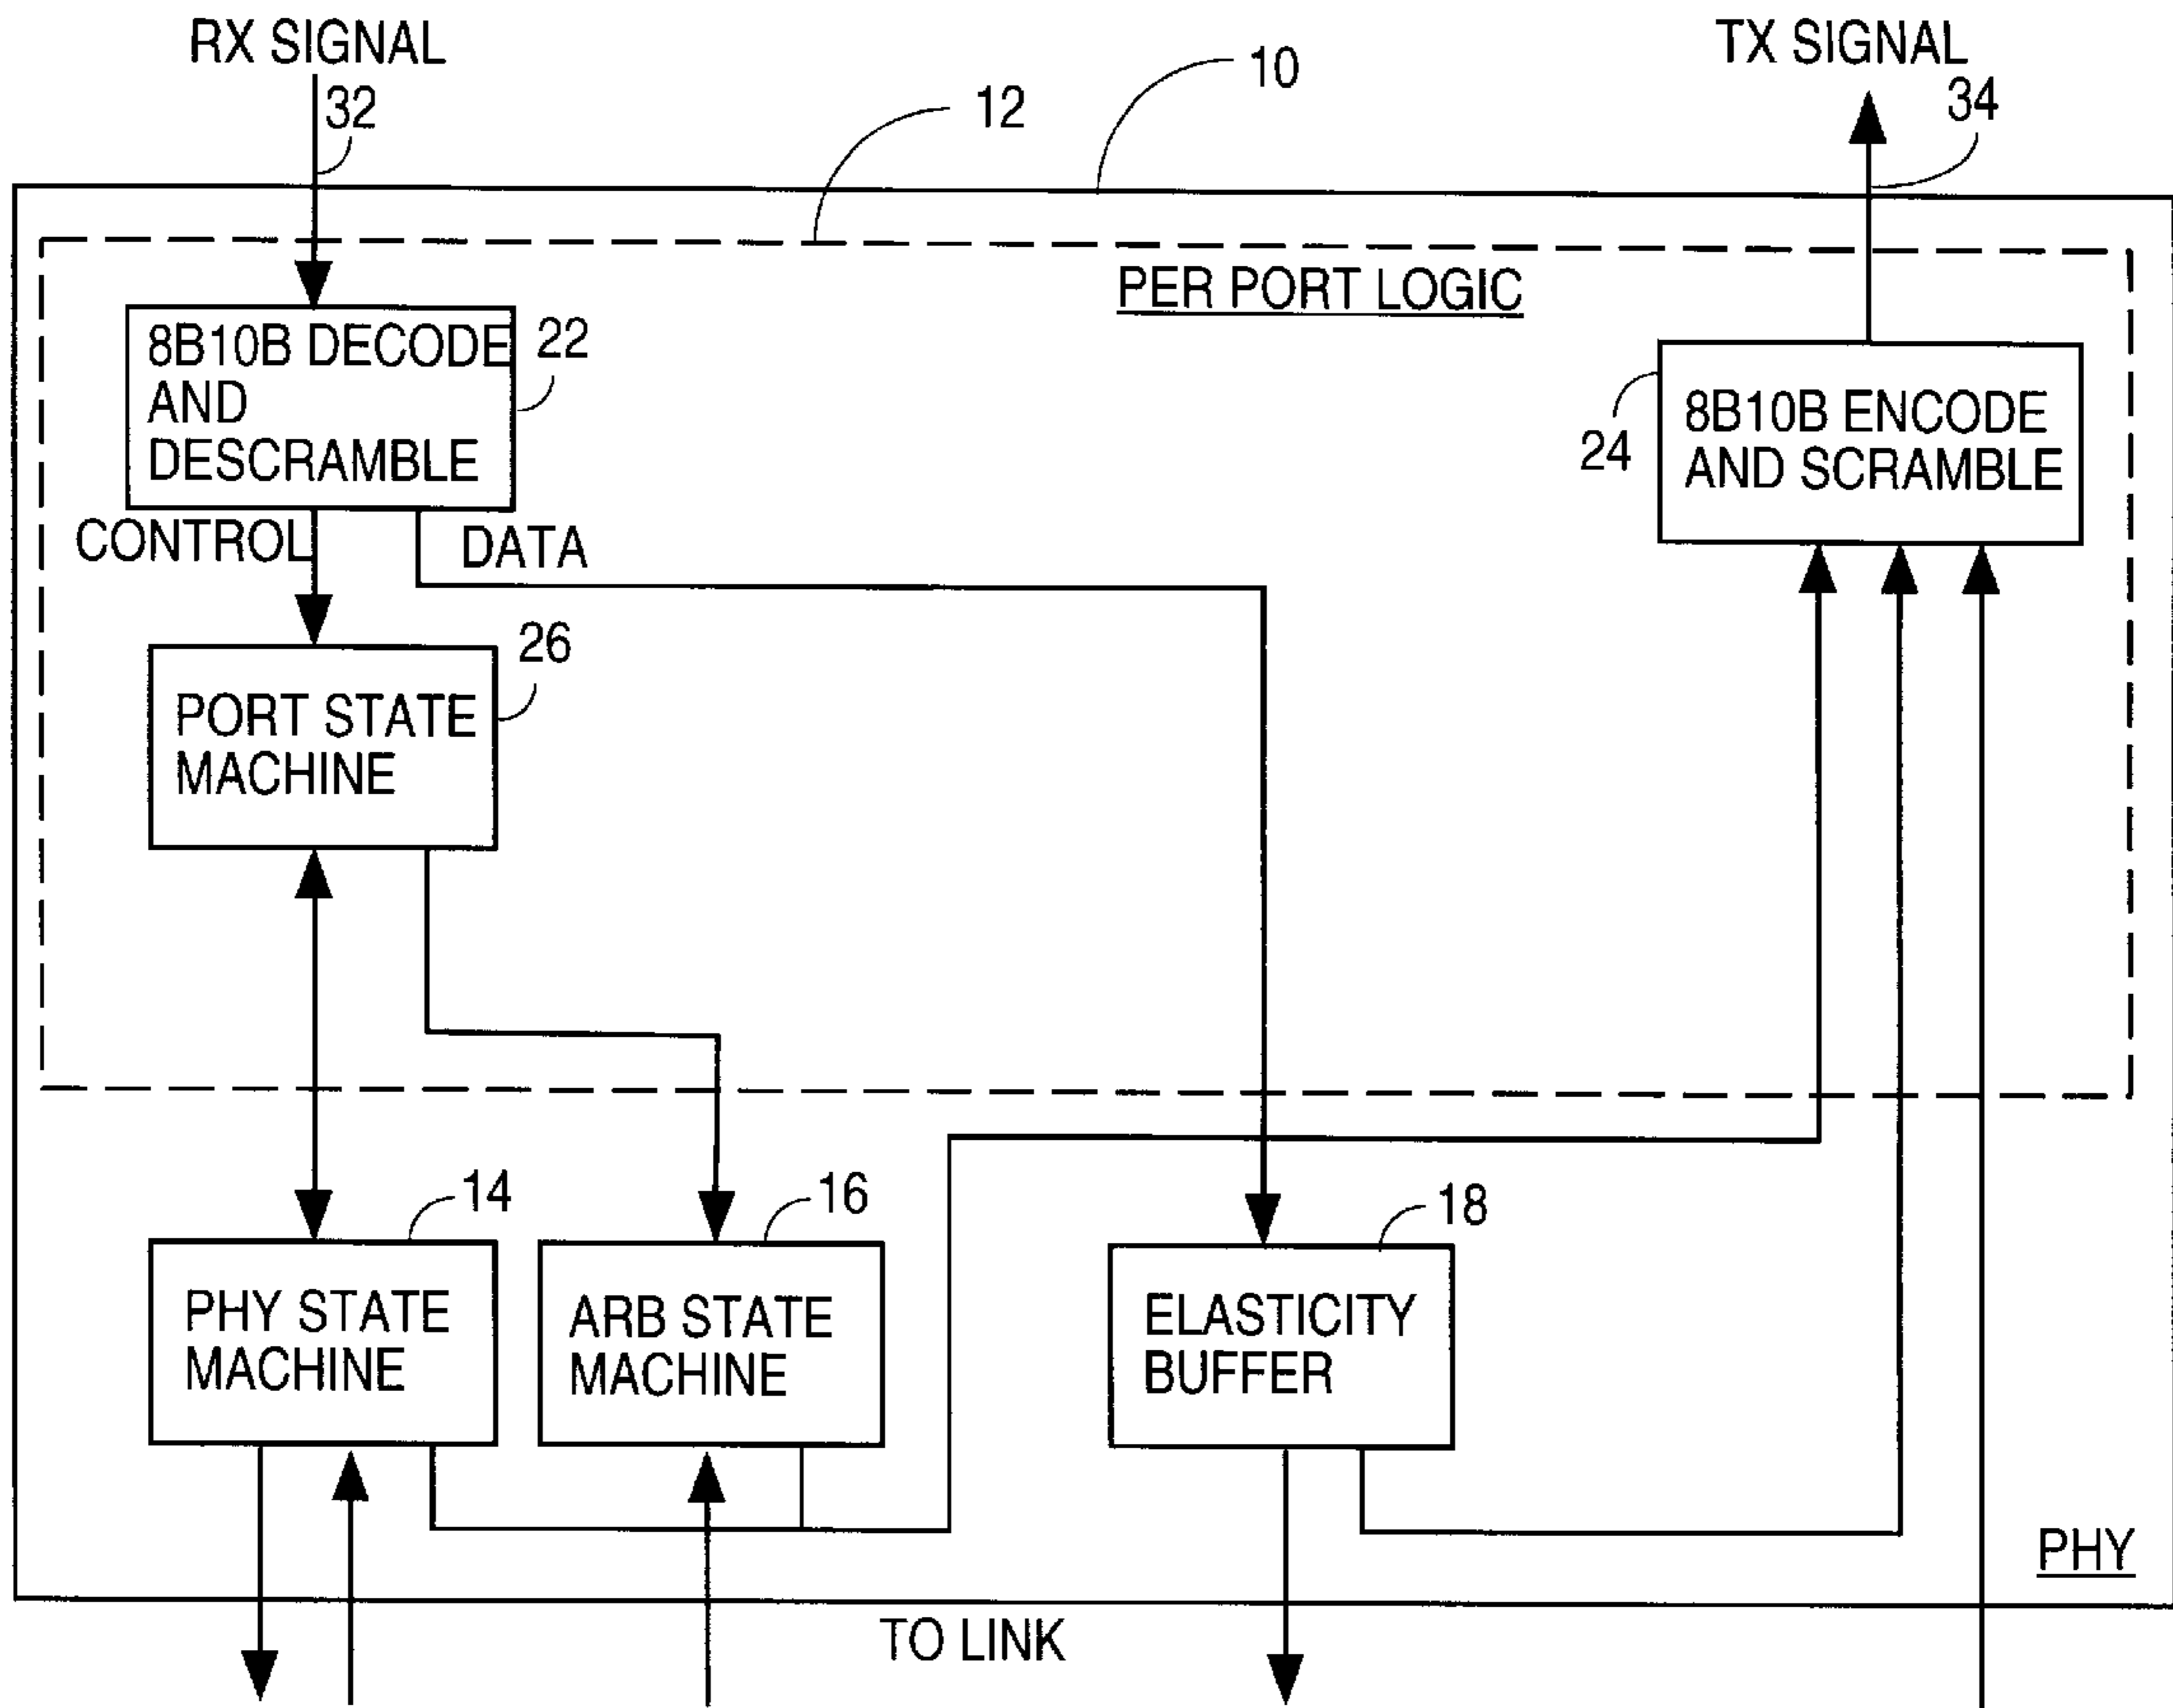 RX SIGNAL
32
12
10
TX SIGNAL
34
PER PORT LOGIC
8B10B DECODE
AND
DESCRAMBLE
22
24
8B10B ENCODE
AND SCRAMBLE
CONTROL
DATA
26
PORT STATE
MACHINE
14
PHY STATE
MACHINE
16
ARB STATE
MACHINE
18
ELASTICITY
BUFFER
PHY
TO LINK